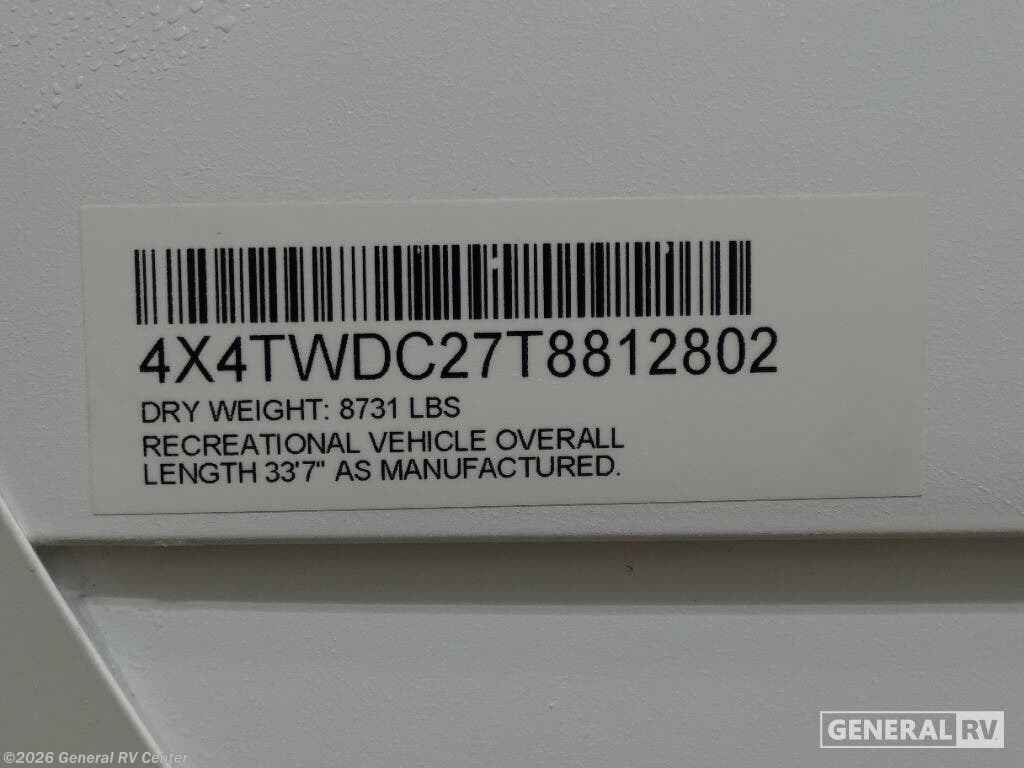 4X4TWDC27T8812802
DRY WEIGHT: 8731 LBS
RECREATIONAL VEHICLE OVERALL
LENGTH 33'7" AS MANUFACTURED.
GENERAL RV
©2026 General RV Center